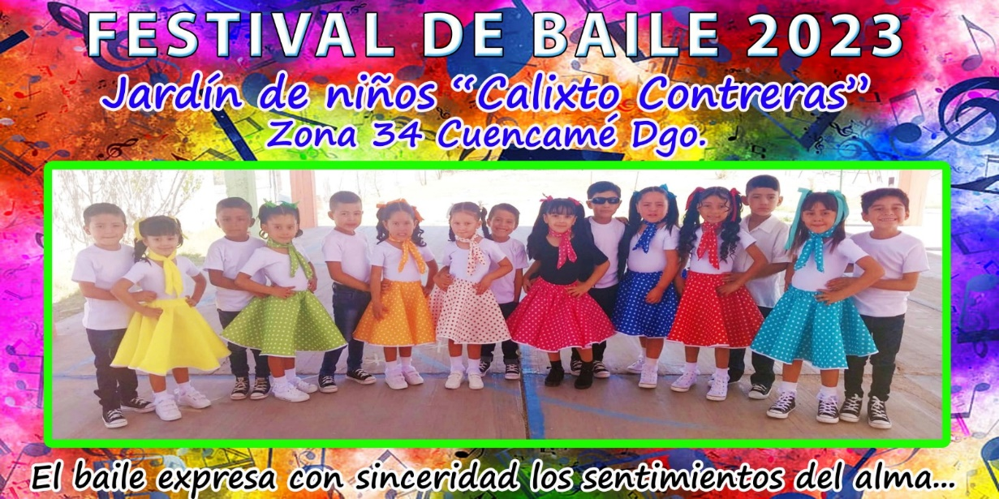 FESTIVAL DE BAILE 2023
Jardín de niños “Calixto Contreras”
Zona 34 Cuencamé Dgo.
El baile expresa con sinceridad los sentimientos del alma...